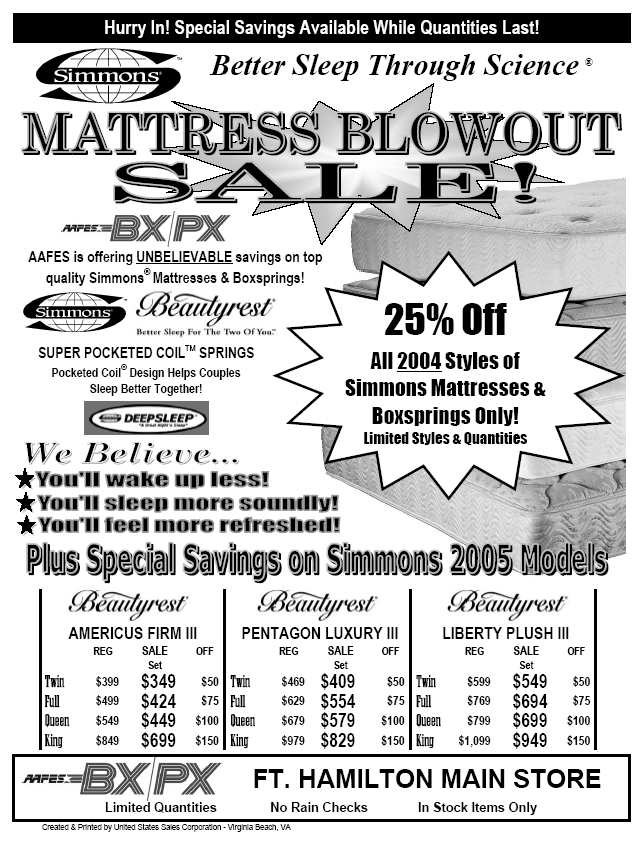 Hurry In! Special Savings Available While Quantities Last!
Simmons® ™
Better Sleep Through Science ®
MATTRESS BLOWOUT
SALE!
AAFES BX/PX
AAFES is offering UNBELIEVABLE savings on top
quality Simmons® Mattresses & Boxsprings!
Simmons® Beautyrest®
Better Sleep For The Two Of You.™
SUPER POCKETED COIL™ SPRINGS
Pocketed Coil® Design Helps Couples
Sleep Better Together!
Simmons DEEPSLEEP®
"A Great Night's Sleep"
25% Off
All 2004 Styles of
Simmons Mattresses &
Boxsprings Only!
Limited Styles & Quantities
We Believe...
★You'll wake up less!
★You'll sleep more soundly!
★You'll feel more refreshed!
Plus Special Savings on Simmons 2005 Models
Beautyrest®
AMERICUS FIRM III
REG SALE OFF
Set
Twin $399 $349 $50
Full $499 $424 $75
Queen $549 $449 $100
King $849 $699 $150
Beautyrest®
PENTAGON LUXURY III
REG SALE OFF
Set
Twin $469 $409 $50
Full $629 $554 $75
Queen $679 $579 $100
King $979 $829 $150
Beautyrest®
LIBERTY PLUSH III
REG SALE OFF
Set
Twin $599 $549 $50
Full $769 $694 $75
Queen $799 $699 $100
King $1,099 $949 $150
AAFES BX/PX
FT. HAMILTON MAIN STORE
Limited Quantities No Rain Checks In Stock Items Only
Created & Printed by United States Sales Corporation - Virginia Beach, VA